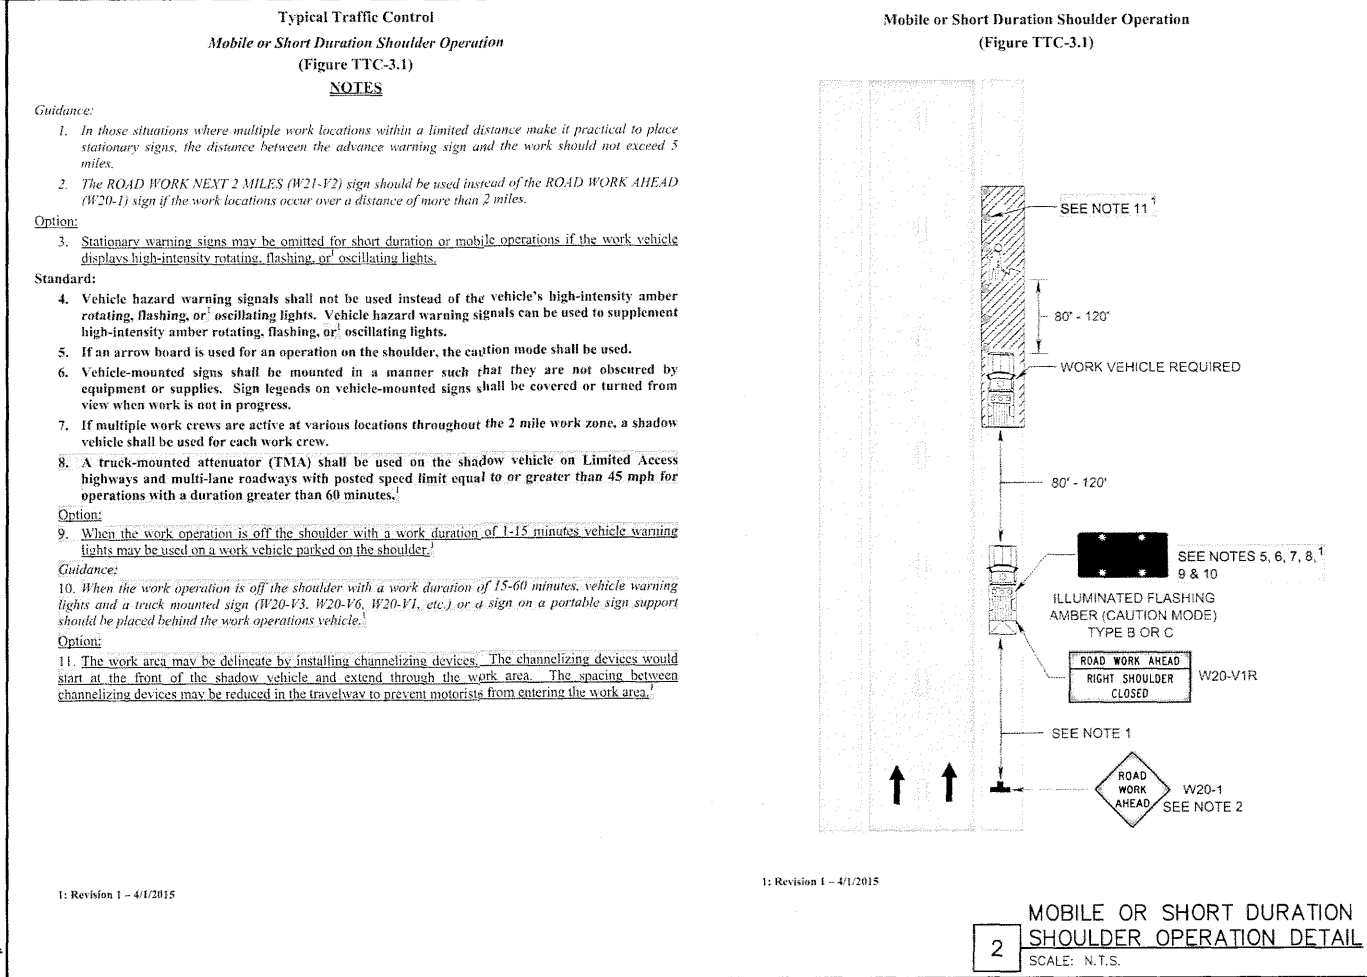 Typical Traffic Control
Mobile or Short Duration Shoulder Operation
(Figure TTC-3.1)
NOTES
Guidance:
1. In those situations where multiple work locations within a limited distance make it practical to place
stationary signs, the distance between the advance warning sign and the work should not exceed 5
miles.
2. The ROAD WORK NEXT 2 MILES (W21-V2) sign should be used instead of the ROAD WORK AHEAD
(W20-1) sign if the work locations occur over a distance of more than 2 miles.
Option:
3. Stationary warning signs may be omitted for short duration or mobile operations if the work vehicle
displays high-intensity rotating, flashing, or¹ oscillating lights.
Standard:
4. Vehicle hazard warning signals shall not be used instead of the vehicle's high-intensity amber
rotating, flashing, or¹ oscillating lights. Vehicle hazard warning signals can be used to supplement
high-intensity amber rotating, flashing, or¹ oscillating lights.
5. If an arrow board is used for an operation on the shoulder, the caution mode shall be used.
6. Vehicle-mounted signs shall be mounted in a manner such that they are not obscured by
equipment or supplies. Sign legends on vehicle-mounted signs shall be covered or turned from
view when work is not in progress.
7. If multiple work crews are active at various locations throughout the 2 mile work zone, a shadow
vehicle shall be used for each work crew.
8. A truck-mounted attenuator (TMA) shall be used on the shadow vehicle on Limited Access
highways and multi-lane roadways with posted speed limit equal to or greater than 45 mph for
operations with a duration greater than 60 minutes.¹
Option:
9. When the work operation is off the shoulder with a work duration of 1-15 minutes vehicle warning
lights may be used on a work vehicle parked on the shoulder.¹
Guidance:
10. When the work operation is off the shoulder with a work duration of 15-60 minutes, vehicle warning
lights and a truck mounted sign (W20-V3, W20-V6, W20-V1, etc.) or a sign on a portable sign support
should be placed behind the work operations vehicle.¹
Option:
11. The work area may be delineate by installing channelizing devices. The channelizing devices would
start at the front of the shadow vehicle and extend through the work area. The spacing between
channelizing devices may be reduced in the travelway to prevent motorists from entering the work area.¹
1: Revision 1 – 4/1/2015
Mobile or Short Duration Shoulder Operation
(Figure TTC-3.1)
SEE NOTE 11¹
80' - 120'
WORK VEHICLE REQUIRED
80' - 120'
SEE NOTES 5, 6, 7, 8,¹
9 & 10
ILLUMINATED FLASHING
AMBER (CAUTION MODE)
TYPE B OR C
ROAD WORK AHEAD
RIGHT SHOULDER
CLOSED
W20-V1R
SEE NOTE 1
ROAD
WORK
AHEAD
W20-1
SEE NOTE 2
1: Revision 1 – 4/1/2015
2
MOBILE OR SHORT DURATION
SHOULDER OPERATION DETAIL
SCALE: N.T.S.